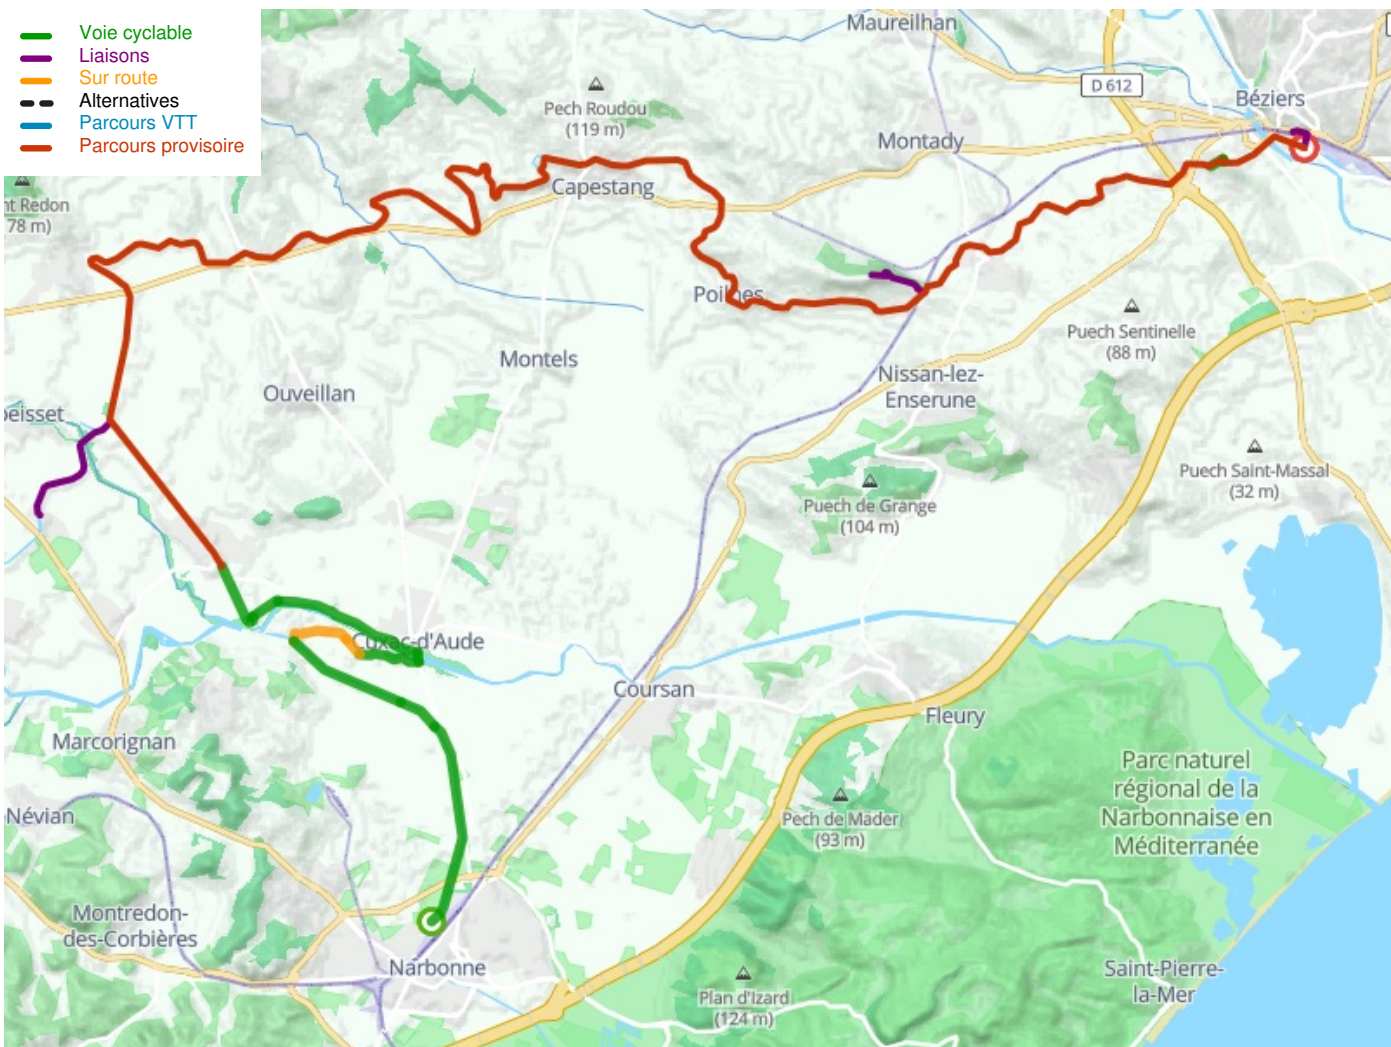 Voie cyclable
Liaisons
Sur route
Alternatives
Parcours VTT
Parcours provisoire
Maureilhan
D 612
Béziers
Pech Roudou
(119 m)
Montady
Capestang
nt Redon
78 m)
Poilhes
Puech Sentinelle
(88 m)
Montels
Ouveillan
Nissan-lez-
Enserune
peisset
Puech Saint-Massal
(32 m)
Puech de Grange
(104 m)
Cuxac-d'Aude
Coursan
Fleury
Marcorignan
Parc naturel
régional de la
Narbonnaise en
Méditerranée
Névian
Pech de Mader
(93 m)
Montredon-
des-Corbières
Narbonne
Saint-Pierre-
la-Mer
Plan d'Izard
(124 m)